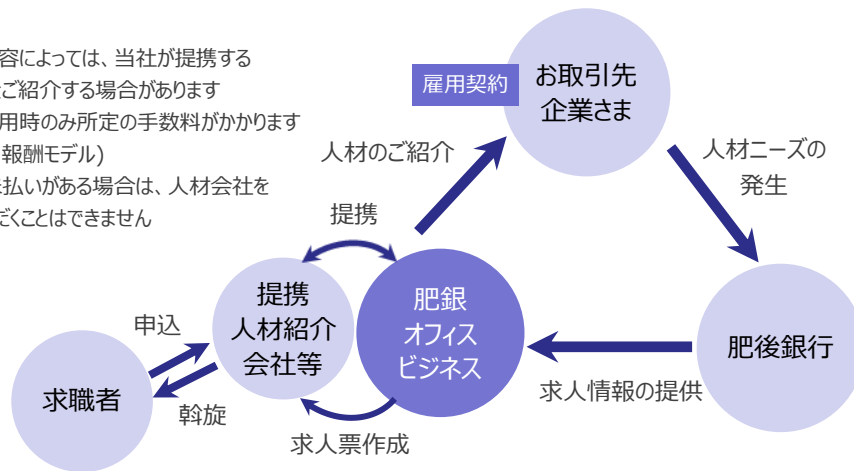 容によっては、当社が提携する
ご紹介する場合があります
用時のみ所定の手数料がかかります
報酬モデル)
払いがある場合は、人材会社を
だくことはできません
お取引先
企業さま
雇用契約
人材のご紹介
人材ニーズの
発生
提携
提携
人材紹介
会社等
肥銀
オフィス
ビジネス
肥後銀行
求人情報の提供
申込
求職者
斡旋
求人票作成